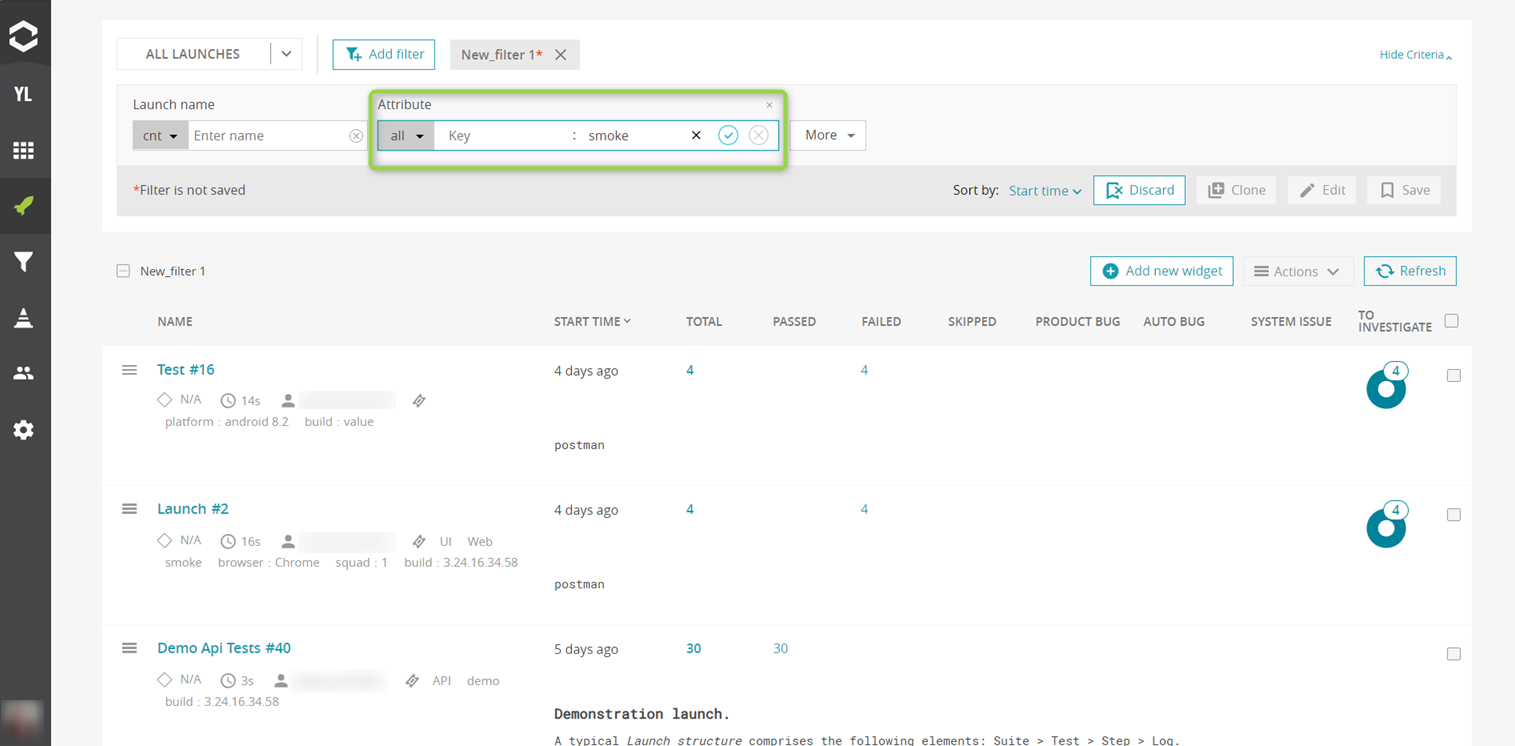 ALL LAUNCHES
Add filter
New_filter 1*
Hide Criteria
YL
Launch name
Attribute
cnt
Enter name
all
Key
:
smoke
More
*Filter is not saved
Sort by:
Start time
Discard
Clone
Edit
Save
New_filter 1
Add new widget
Actions
Refresh
NAME
START TIME
TOTAL
PASSED
FAILED
SKIPPED
PRODUCT BUG
AUTO BUG
SYSTEM ISSUE
TO
INVESTIGATE
Test #16
4 days ago
4
4
4
N/A
14s
platform : android 8.2
build : value
postman
Launch #2
4 days ago
4
4
4
N/A
16s
UI
Web
smoke
browser : Chrome
squad : 1
build : 3.24.16.34.58
postman
Demo Api Tests #40
5 days ago
30
30
N/A
3s
API
demo
build : 3.24.16.34.58
Demonstration launch.
A typical Launch structure comprises the following elements: Suite > Test > Step > Log.